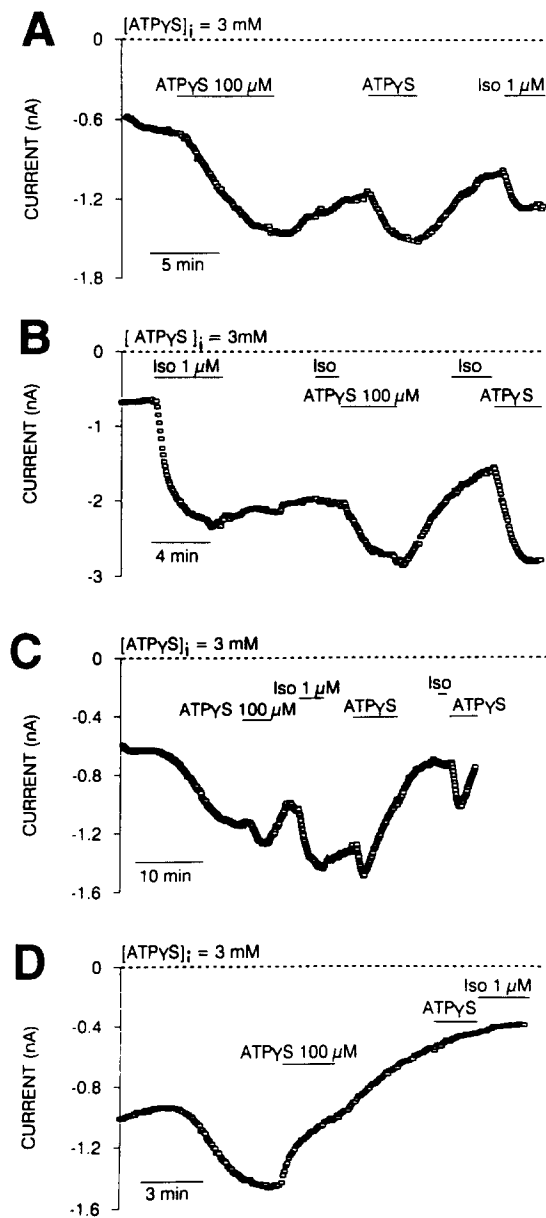 A
[ATPγS]i = 3 mM
0
ATPγS 100 μM ATPγS Iso 1 μM
-0.6
CURRENT (nA)
-1.2
5 min
-1.8
B
[ ATPγS ]i = 3mM
0
Iso 1 μM Iso Iso
ATPγS 100 μM ATPγS
-1
CURRENT (nA)
-2
4 min
-3
C
[ATPγS]i = 3 mM
0
Iso 1 μM Iso
ATPγS 100 μM ATPγS ATPγS
-0.4
CURRENT (nA)
-0.8
-1.2
10 min
-1.6
D
[ATPγS]i = 3 mM
0
Iso 1 μM
ATPγS
-0.4
ATPγS 100 μM
CURRENT (nA)
-0.8
-1.2
3 min
-1.6